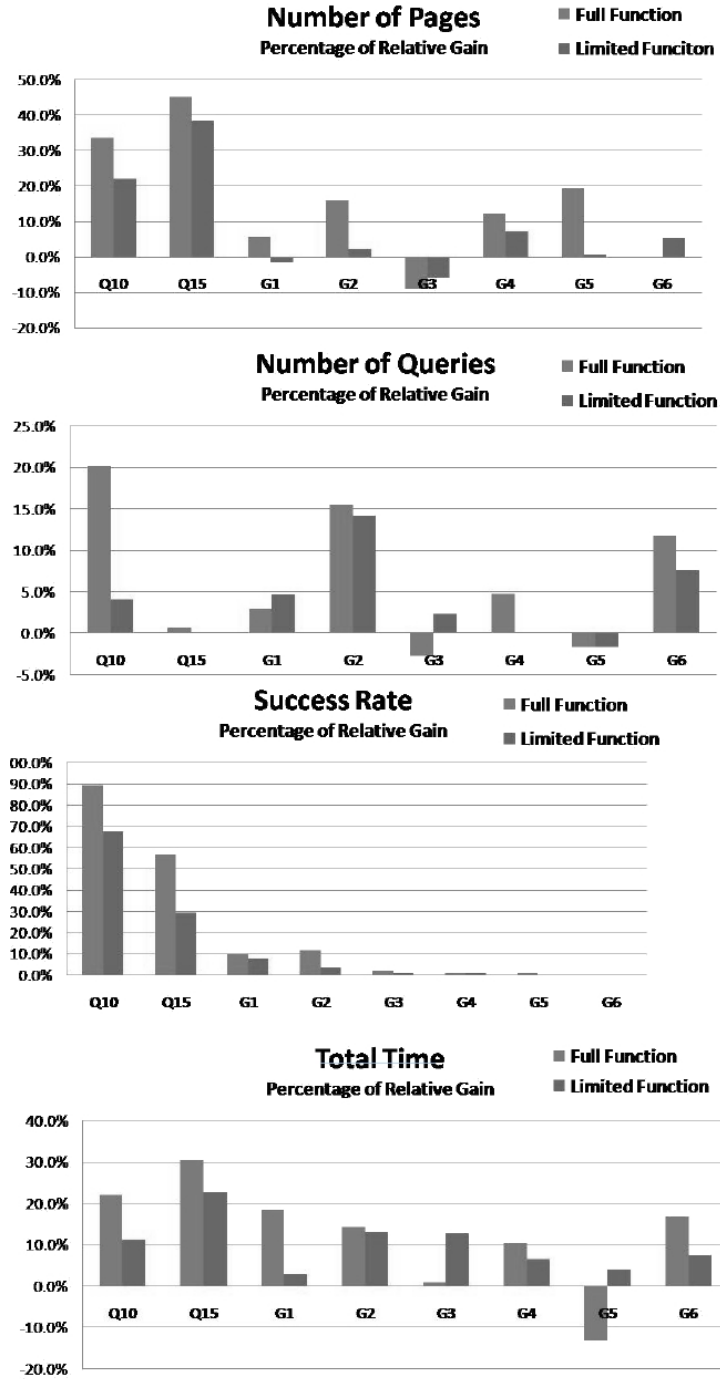 Number of Pages
Percentage of Relative Gain
Full Function
Limited Funciton
50.0%
40.0%
30.0%
20.0%
10.0%
0.0%
-10.0%
-20.0%
Q10 Q15 G1 G2 G3 G4 G5 G6
Number of Queries
Percentage of Relative Gain
Full Function
Limited Function
25.0%
20.0%
15.0%
10.0%
5.0%
0.0%
-5.0%
Q10 Q15 G1 G2 G3 G4 G5 G6
Success Rate
Percentage of Relative Gain
Full Function
Limited Function
00.0%
90.0%
80.0%
70.0%
60.0%
50.0%
40.0%
30.0%
20.0%
10.0%
0.0%
Q10 Q15 G1 G2 G3 G4 G5 G6
Total Time
Percentage of Relative Gain
Full Function
Limited Function
40.0%
30.0%
20.0%
10.0%
0.0%
-10.0%
-20.0%
Q10 Q15 G1 G2 G3 G4 G5 G6